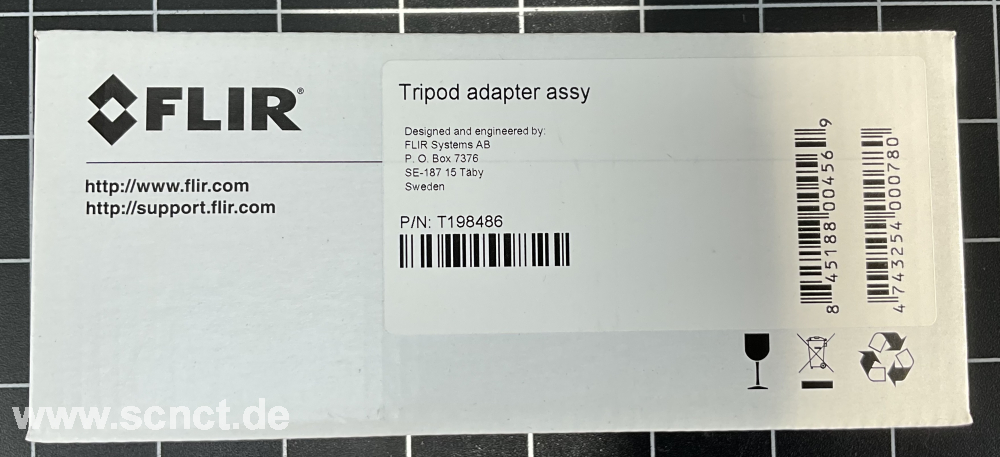 FLIR®
http://www.flir.com
http://support.flir.com
Tripod adapter assy
Designed and engineered by:
FLIR Systems AB
P. O. Box 7376
SE-187 15 Täby
Sweden
P/N: T198486
8 45188 00456 9
4 743254 000780
www.scnct.de